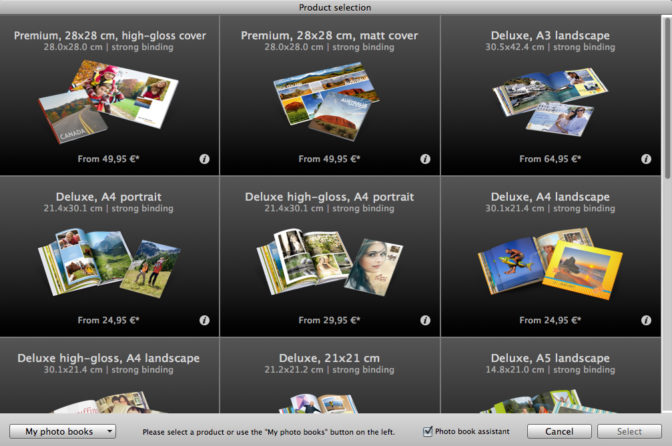 Product selection
Premium, 28x28 cm, high-gloss cover
28.0x28.0 cm | strong binding
CANADA
From 49,95 €*
Premium, 28x28 cm, matt cover
28.0x28.0 cm | strong binding
AUSTRALIA
From 49,95 €*
Deluxe, A3 landscape
30.5x42.4 cm | strong binding
From 64,95 €*
Deluxe, A4 portrait
21.4x30.1 cm | strong binding
From 24,95 €*
Deluxe high-gloss, A4 portrait
21.4x30.1 cm | strong binding
From 29,95 €*
Deluxe, A4 landscape
30.1x21.4 cm | strong binding
From 24,95 €*
Deluxe high-gloss, A4 landscape
30.1x21.4 cm | strong binding
Deluxe, 21x21 cm
21.2x21.2 cm | strong binding
Deluxe, A5 landscape
14.8x21.0 cm | strong binding
My photo books
Please select a product or use the "My photo books" button on the left.
Photo book assistant
Cancel
Select